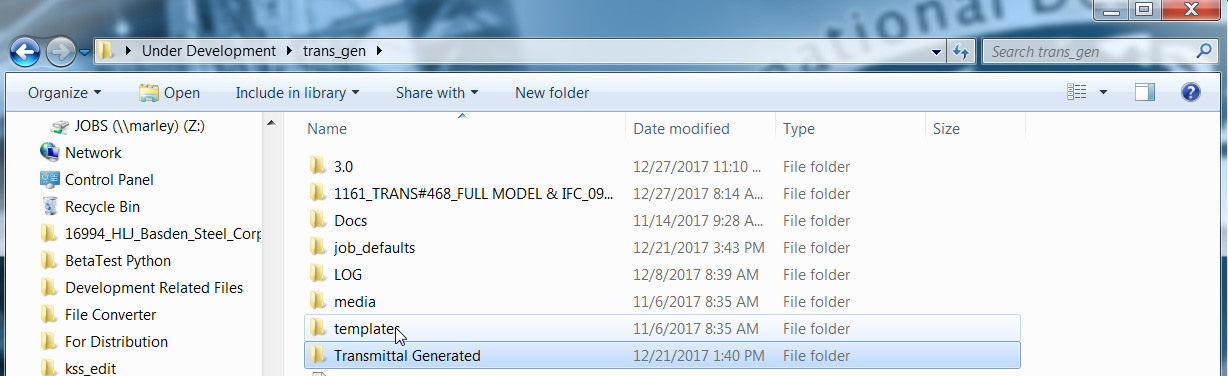 ational De
Under Development trans_gen Search trans_gen
Organize Open Include in library Share with New folder
Name Date modified Type Size
JOBS (\\marley) (Z:)
Network
Control Panel
Recycle Bin
16994_HLJ_Basden_Steel_Corp
BetaTest Python
Development Related Files
File Converter
For Distribution
kss_edit
3.0 12/27/2017 11:10 ... File folder
1161_TRANS#468_FULL MODEL & IFC_09... 12/27/2017 8:14 A... File folder
Docs 11/14/2017 9:28 A... File folder
job_defaults 12/21/2017 3:43 PM File folder
LOG 12/8/2017 8:39 AM File folder
media 11/6/2017 8:35 AM File folder
templates 11/6/2017 8:35 AM File folder
Transmittal Generated 12/21/2017 1:40 PM File folder